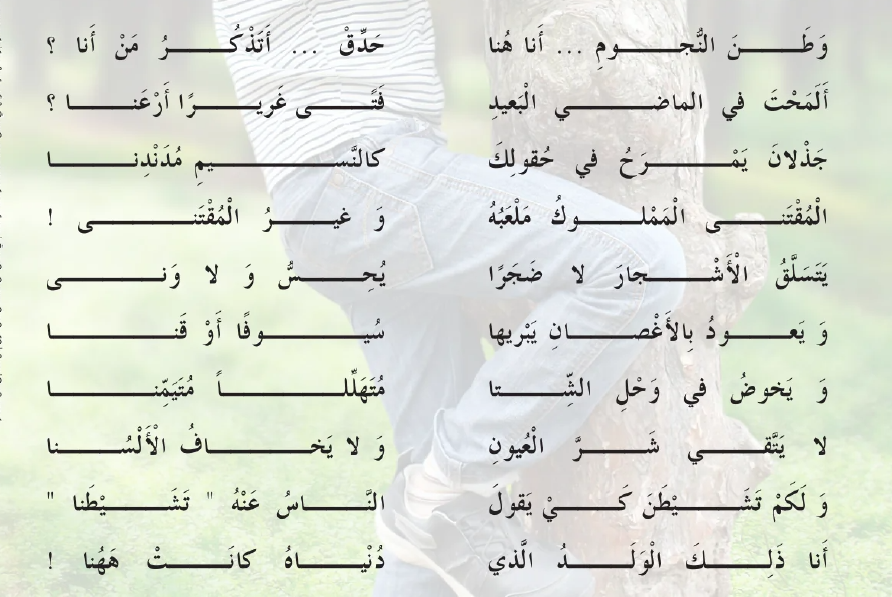 وَطَنَ النُّجومِ ... أَنا هُنا حَدِّقْ ... أَتَذْكُرُ مَنْ أَنا ؟
أَلَمَحْتَ في الماضي الْبَعيدِ فَتًى غَريرًا أَرْعَنا ؟
جَذْلانَ يَمْرَحُ في حُقولِكَ كالنَّسيمِ مُدَنْدِنا
الْمُقْتَنى الْمَمْلوكُ مَلْعَبُهُ وَ غيرُ الْمُقْتَنى !
يَتَسَلَّقُ الْأَشْجارَ لا ضَجَرًا يُحِسُّ وَ لا وَنى
وَ يَعودُ بِالأَغْصانِ يَبْريها سُيوفًا أَوْ قَنا
وَ يَخوضُ في وَحْلِ الشِّتا مُتَهَلِّلاً مُتَيَمِّنا
لا يَتَّقي شَرَّ الْعُيونِ وَ لا يَخافُ الْأَلْسُنا
وَ لَكَمْ تَشَيْطَنَ كَيْ يَقولَ النَّاسُ عَنْهُ " تَشَيْطَنا "
أَنا ذَلِكَ الْوَلَدُ الَّذي دُنْياهُ كانَتْ هَهُنا !